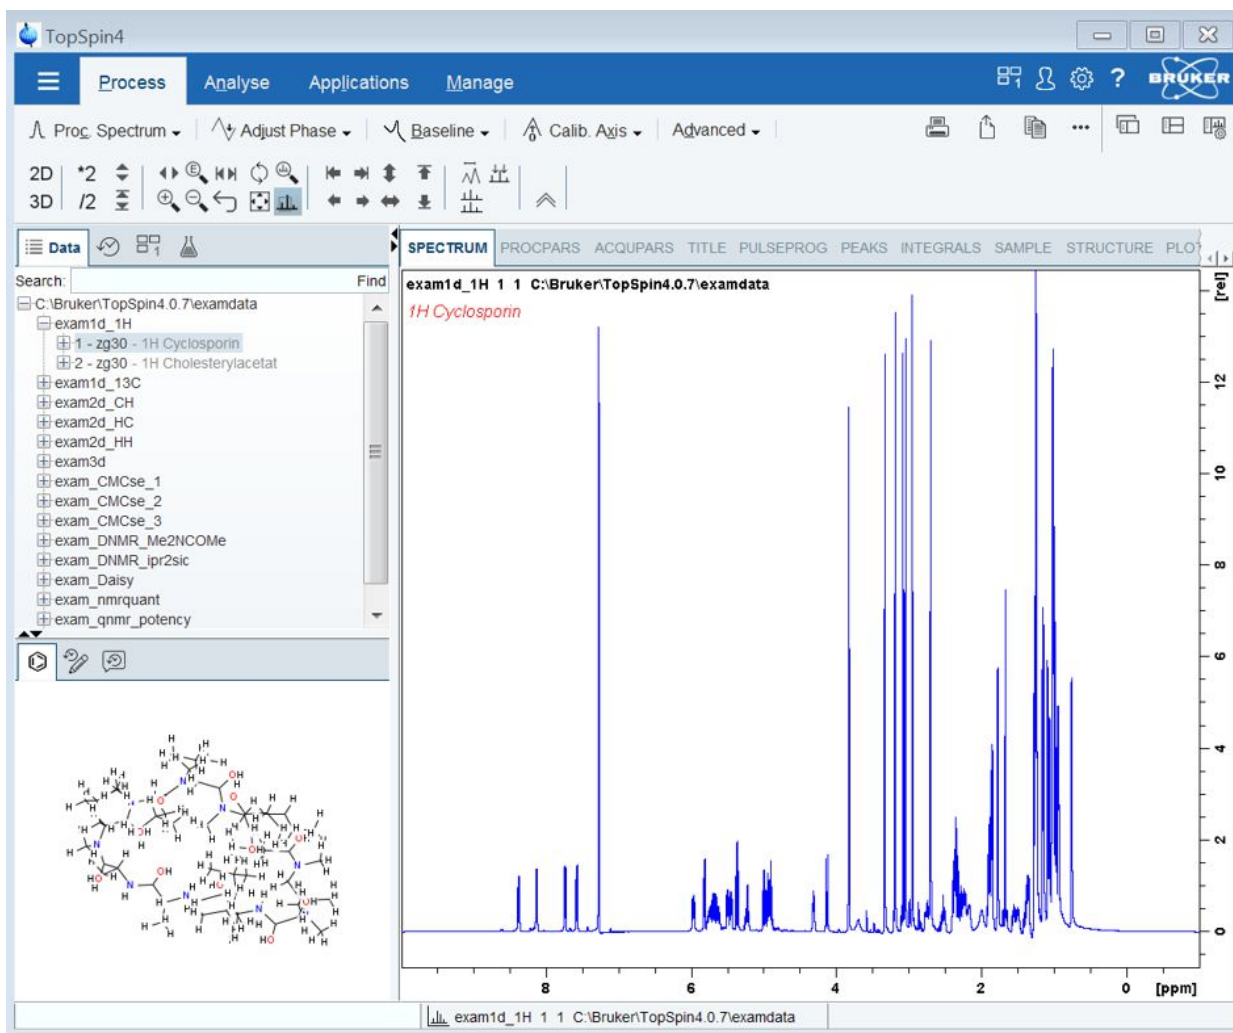 TopSpin4
Process Analyse Applications Manage ? BRUKER
Proc. Spectrum Adjust Phase Baseline Calib. Axis Advanced
2D *2
3D /2
Data
SPECTRUM PROCPARS ACQUPARS TITLE PULSEPROG PEAKS INTEGRALS SAMPLE STRUCTURE PLO
Search: Find
C:\Bruker\TopSpin4.0.7\examdata
exam1d_1H
1 - zg30 - 1H Cyclosporin
2 - zg30 - 1H Cholesterylacetat
exam1d_13C
exam2d_CH
exam2d_HC
exam2d_HH
exam3d
exam_CMCse_1
exam_CMCse_2
exam_CMCse_3
exam_DNMR_Me2NCOMe
exam_DNMR_ipr2sic
exam_Daisy
exam_nmrquant
exam_qnmr_potency
exam1d_1H 1 1 C:\Bruker\TopSpin4.0.7\examdata
1H Cyclosporin
[rel]
12
10
8
6
4
2
0
8 6 4 2 0 [ppm]
exam1d_1H 1 1 C:\Bruker\TopSpin4.0.7\examdata